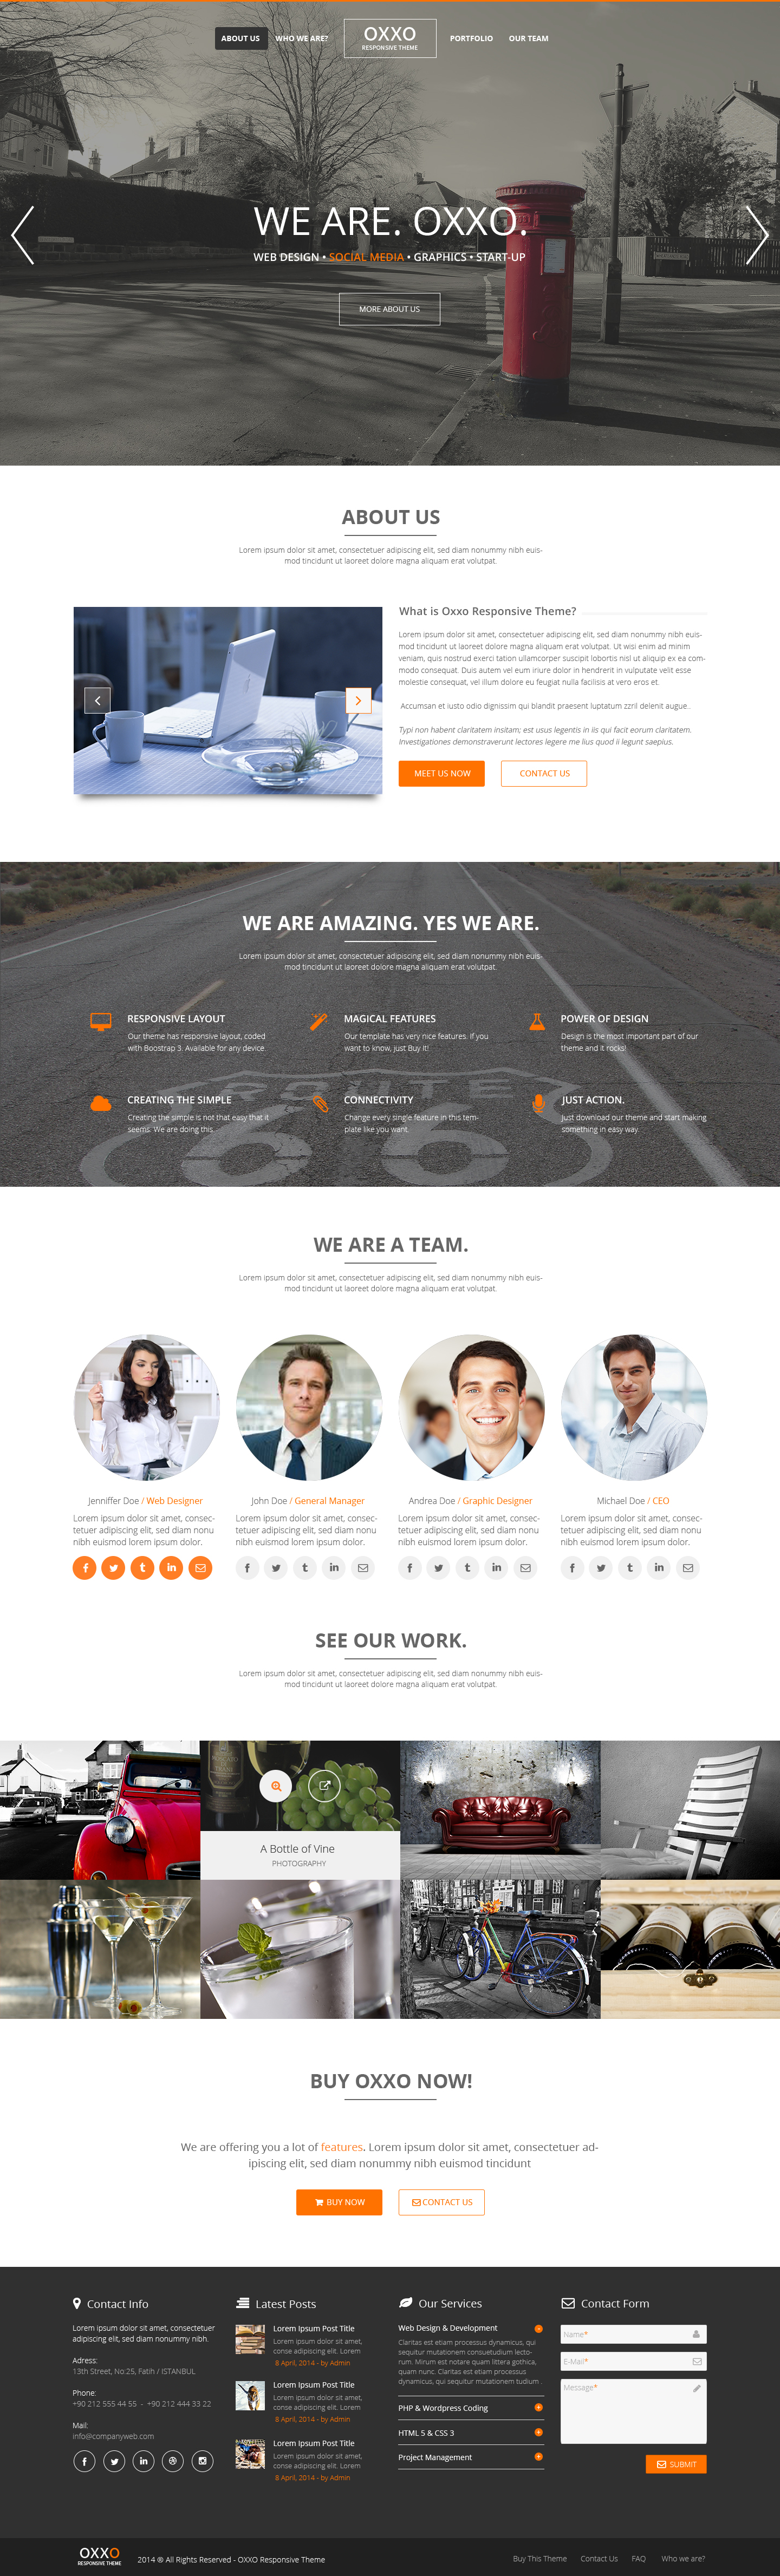 ABOUT US
WHO WE ARE?
OXXO
RESPONSIVE THEME
PORTFOLIO
OUR TEAM
WE ARE. OXXO.
WEB DESIGN • SOCIAL MEDIA • GRAPHICS • START-UP
MORE ABOUT US
ABOUT US
Lorem ipsum dolor sit amet, consectetuer adipiscing elit, sed diam nonummy nibh euis-
mod tincidunt ut laoreet dolore magna aliquam erat volutpat.
What is Oxxo Responsive Theme?
Lorem ipsum dolor sit amet, consectetuer adipiscing elit, sed diam nonummy nibh euis-
mod tincidunt ut laoreet dolore magna aliquam erat volutpat. Ut wisi enim ad minim
veniam, quis nostrud exerci tation ullamcorper suscipit lobortis nisl ut aliquip ex ea com-
modo consequat. Duis autem vel eum iriure dolor in hendrerit in vulputate velit esse
molestie consequat, vel illum dolore eu feugiat nulla facilisis at vero eros et.
Accumsan et iusto odio dignissim qui blandit praesent luptatum zzril delenit augue..
Typi non habent claritatem insitam; est usus legentis in iis qui facit eorum claritatem.
Investigationes demonstraverunt lectores legere me lius quod ii legunt saepius.
MEET US NOW
CONTACT US
WE ARE AMAZING. YES WE ARE.
Lorem ipsum dolor sit amet, consectetuer adipiscing elit, sed diam nonummy nibh euis-
mod tincidunt ut laoreet dolore magna aliquam erat volutpat.
RESPONSIVE LAYOUT
Our theme has responsive layout, coded
with Boostrap 3. Available for any device.
MAGICAL FEATURES
Our template has very nice features. If you
want to know, just Buy It!
POWER OF DESIGN
Design is the most important part of our
theme and it rocks!
CREATING THE SIMPLE
Creating the simple is not that easy that it
seems. We are doing this.
CONNECTIVITY
Change every single feature in this tem-
plate like you want.
JUST ACTION.
Just download our theme and start making
something in easy way.
WE ARE A TEAM.
Lorem ipsum dolor sit amet, consectetuer adipiscing elit, sed diam nonummy nibh euis-
mod tincidunt ut laoreet dolore magna aliquam erat volutpat.
Jenniffer Doe / Web Designer
Lorem ipsum dolor sit amet, consec-
tetuer adipiscing elit, sed diam nonu
nibh euismod lorem ipsum dolor.
John Doe / General Manager
Lorem ipsum dolor sit amet, consec-
tetuer adipiscing elit, sed diam nonu
nibh euismod lorem ipsum dolor.
Andrea Doe / Graphic Designer
Lorem ipsum dolor sit amet, consec-
tetuer adipiscing elit, sed diam nonu
nibh euismod lorem ipsum dolor.
Michael Doe / CEO
Lorem ipsum dolor sit amet, consec-
tetuer adipiscing elit, sed diam nonu
nibh euismod lorem ipsum dolor.
SEE OUR WORK.
Lorem ipsum dolor sit amet, consectetuer adipiscing elit, sed diam nonummy nibh euis-
mod tincidunt ut laoreet dolore magna aliquam erat volutpat.
A Bottle of Vine
PHOTOGRAPHY
BUY OXXO NOW!
We are offering you a lot of features. Lorem ipsum dolor sit amet, consectetuer ad-
ipiscing elit, sed diam nonummy nibh euismod tincidunt
BUY NOW
CONTACT US
Contact Info
Lorem ipsum dolor sit amet, consectetuer
adipiscing elit, sed diam nonummy nibh.
Adress:
13th Street, No:25, Fatih / ISTANBUL
Phone:
+90 212 555 44 55 - +90 212 444 33 22
Mail:
info@companyweb.com
Latest Posts
Lorem Ipsum Post Title
Lorem ipsum dolor sit amet,
conse adipiscing elit. Lorem
8 April, 2014 - by Admin
Lorem Ipsum Post Title
Lorem ipsum dolor sit amet,
conse adipiscing elit. Lorem
8 April, 2014 - by Admin
Lorem Ipsum Post Title
Lorem ipsum dolor sit amet,
conse adipiscing elit. Lorem
8 April, 2014 - by Admin
Our Services
Web Design & Development
Claritas est etiam processus dynamicus, qui
sequitur mutationem consuetudium lecto-
rum. Mirum est notare quam littera gothica,
quam nunc. Claritas est etiam processus
dynamicus, qui sequitur mutationem tudium .
PHP & Wordpress Coding
HTML 5 & CSS 3
Project Management
Contact Form
Name*
E-Mail*
Message*
SUBMIT
OXXO
RESPONSIVE THEME
2014 ® All Rights Reserved - OXXO Responsive Theme
Buy This Theme
Contact Us
FAQ
Who we are?